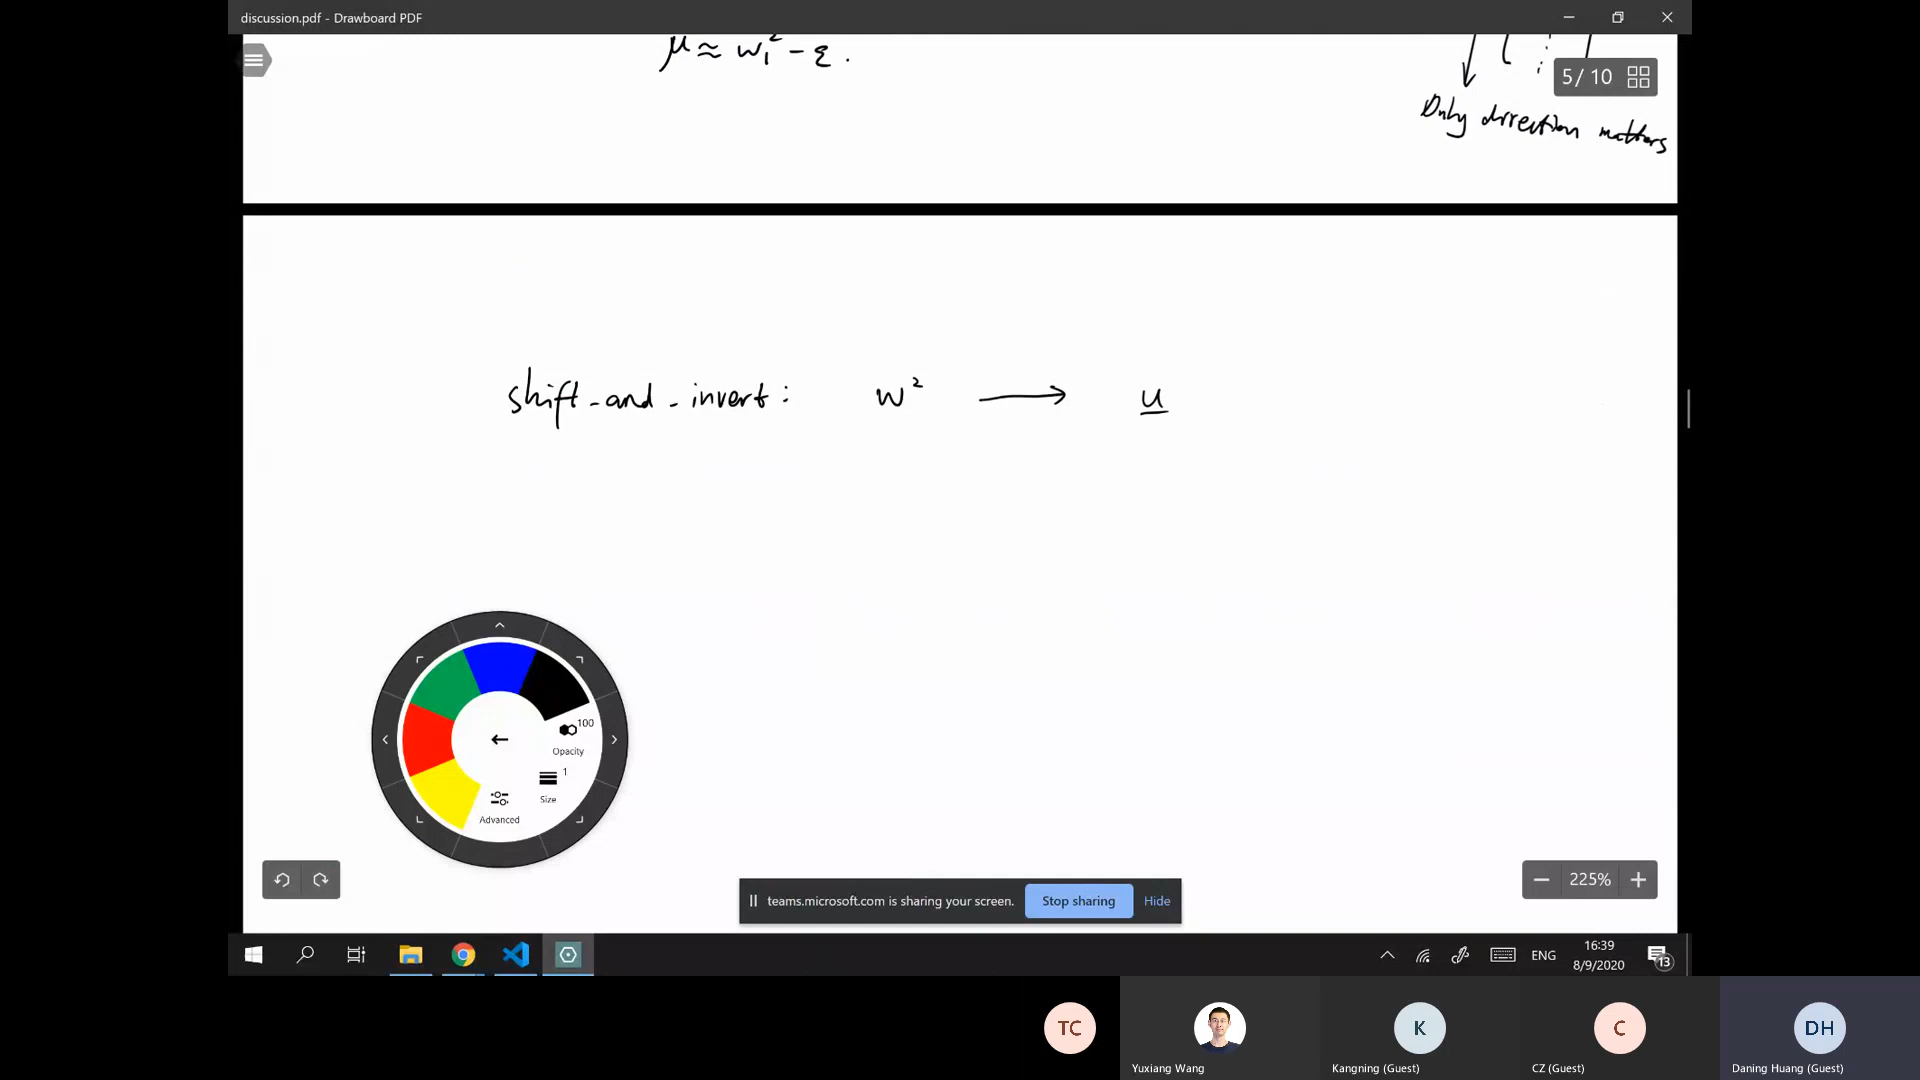 discussion.pdf - Drawboard PDF
μ ≈ w₁² - ε .
5 / 10
Only direction matters
shift-and-invert: w² → u
100
Opacity
1
Size
Advanced
225%
teams.microsoft.com is sharing your screen. Stop sharing Hide
ENG
16:39
8/9/2020
13
TC
K
C
DH
Yuxiang Wang
Kangning (Guest)
CZ (Guest)
Daning Huang (Guest)